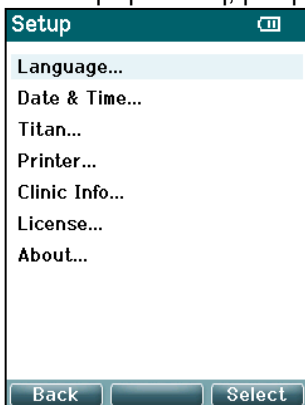 Setup
Language...
Date & Time...
Titan...
Printer...
Clinic Info...
License...
About...
Back Select